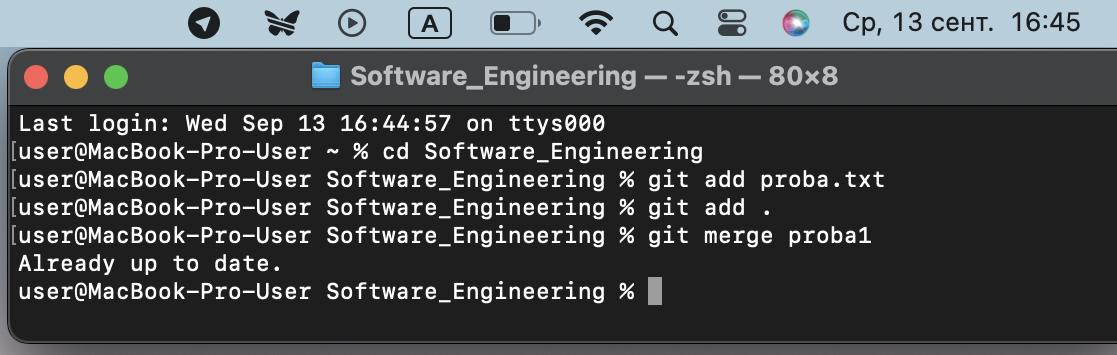 A
Ср, 13 сент. 16:45
Software_Engineering — -zsh — 80×8
Last login: Wed Sep 13 16:44:57 on ttys000
[user@MacBook-Pro-User ~ % cd Software_Engineering
[user@MacBook-Pro-User Software_Engineering % git add proba.txt
[user@MacBook-Pro-User Software_Engineering % git add .
[user@MacBook-Pro-User Software_Engineering % git merge proba1
Already up to date.
user@MacBook-Pro-User Software_Engineering %